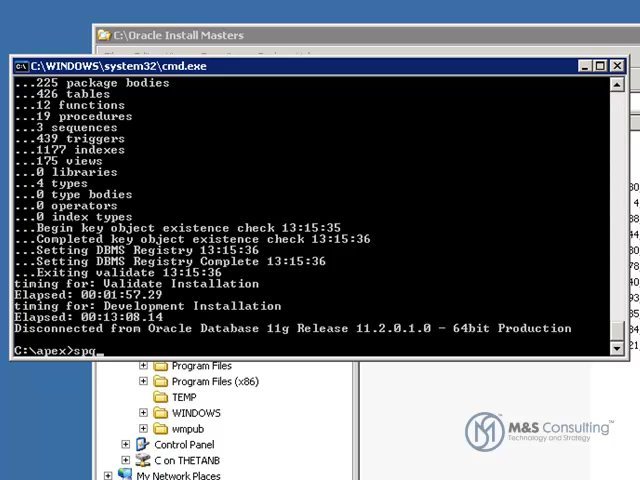 C:\Oracle Install Masters
C:\WINDOWS\system32\cmd.exe
...225 package bodies
...426 tables
...12 functions
...19 procedures
...3 sequences
...439 triggers
...1177 indexes
...175 views
...0 libraries
...4 types
...0 type bodies
...0 operators
...0 index types
...Begin key object existence check 13:15:35
...Completed key object existence check 13:15:36
...Setting DBMS Registry 13:15:36
...Setting DBMS Registry Complete 13:15:36
...Exiting validate 13:15:36
timing for: Validate Installation
Elapsed: 00:01:57.29
timing for: Development Installation
Elapsed: 00:13:08.14
Disconnected from Oracle Database 11g Release 11.2.0.1.0 - 64bit Production
C:\apex>spq_
Program Files
Program Files (x86)
TEMP
WINDOWS
wmpub
Control Panel
C on THETANB
My Network Places
M&S Consulting™
Technology and Strategy